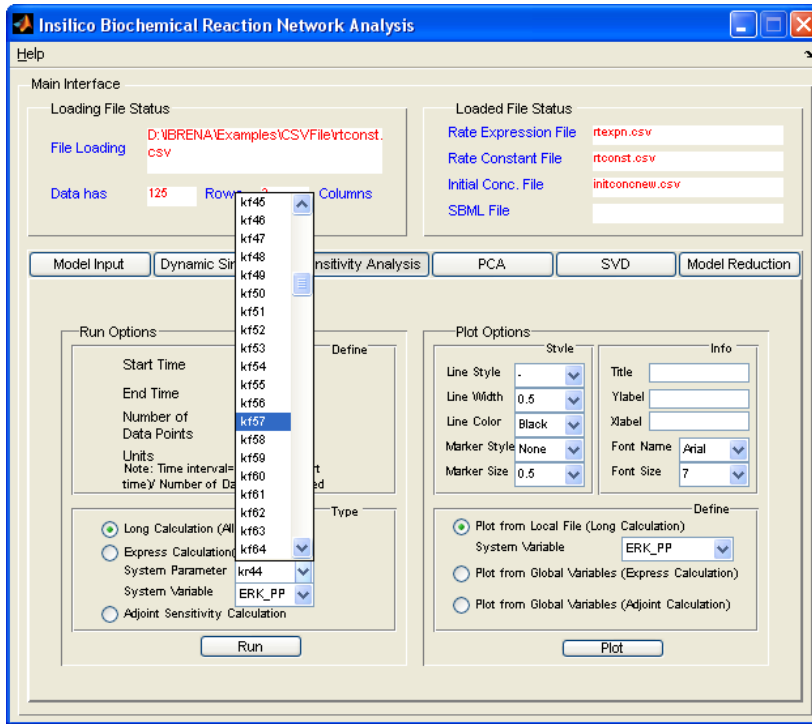 Insilico Biochemical Reaction Network Analysis
Help
Main Interface
Loading File Status
File Loading
D:\IBRENA\Examples\CSVFile\rtconst.
csv
Data has 125 Rows Columns
Loaded File Status
Rate Expression File rtexpn.csv
Rate Constant File rtconst.csv
Initial Conc. File initconcnew.csv
SBML File
Model Input Dynamic Sim nsitivity Analysis PCA SVD Model Reduction
kf45
kf46
kf47
kf48
kf49
kf50
kf51
kf52
kf53
kf54
kf55
kf56
kf57
kf58
kf59
kf60
kf61
kf62
kf63
kf64
Run Options
Define
Start Time
End Time
Number of
Data Points
Units
Note: Time interval= rt
time)/ Number of Da ed
Type
Long Calculation (All
Express Calculation(
System Parameter kr44
System Variable ERK_PP
Adjoint Sensitivity Calculation
Run
Plot Options
Style
Line Style -
Line Width 0.5
Line Color Black
Marker Style None
Marker Size 0.5
Info
Title
Ylabel
Xlabel
Font Name Arial
Font Size 7
Define
Plot from Local File (Long Calculation)
System Variable ERK_PP
Plot from Global Variables (Express Calculation)
Plot from Global Variables (Adjoint Calculation)
Plot